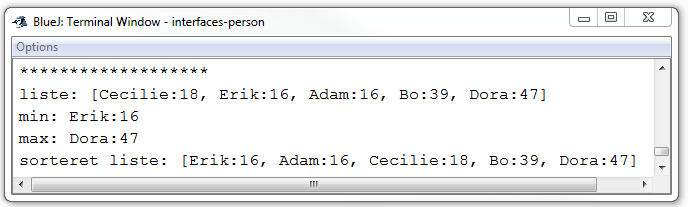 BlueJ: Terminal Window - interfaces-person
Options
*******************
liste: [Cecilie:18, Erik:16, Adam:16, Bo:39, Dora:47]
min: Erik:16
max: Dora:47
sorteret liste: [Erik:16, Adam:16, Cecilie:18, Bo:39, Dora:47]